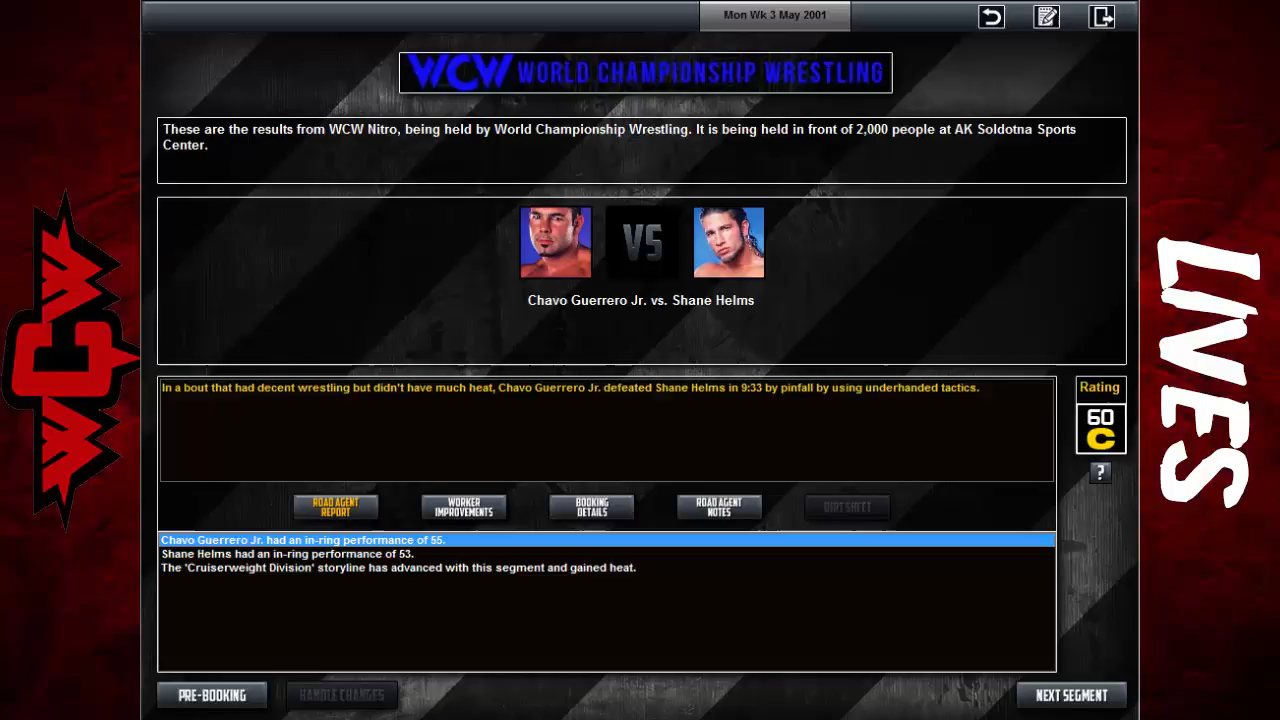 Mon Wk 3 May 2001
WCW WORLD CHAMPIONSHIP WRESTLING
These are the results from WCW Nitro, being held by World Championship Wrestling. It is being held in front of 2,000 people at AK Soldotna Sports
Center.
VS
Chavo Guerrero Jr. vs. Shane Helms
In a bout that had decent wrestling but didn't have much heat, Chavo Guerrero Jr. defeated Shane Helms in 9:33 by pinfall by using underhanded tactics.
Rating
60
C
?
ROAD AGENT
REPORT
WORKER
IMPROVEMENTS
BOOKING
DETAILS
ROAD AGENT
NOTES
DIRT SHEET
Chavo Guerrero Jr. had an in-ring performance of 55.
Shane Helms had an in-ring performance of 53.
The 'Cruiserweight Division' storyline has advanced with this segment and gained heat.
PRE-BOOKING
HANDLE CHANGES
NEXT SEGMENT
WCW
LIVES